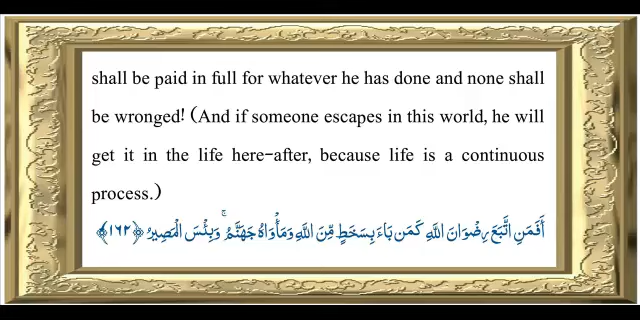 shall be paid in full for whatever he has done and none shall
be wronged! (And if someone escapes in this world, he will
get it in the life here-after, because life is a continuous
process.)
أَفَمَنِ اتَّبَعَ رِضْوَانَ اللَّهِ كَمَن بَاءَ بِسَخَطٍ مِّنَ اللَّهِ وَمَأْوَاهُ جَهَنَّمُ ۚ وَبِئْسَ الْمَصِيرُ ﴿١٦٢﴾